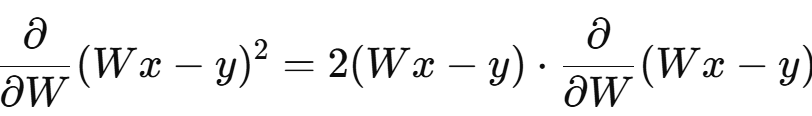 ∂/∂W (Wx − y)² = 2(Wx − y) · ∂/∂W (Wx − y)